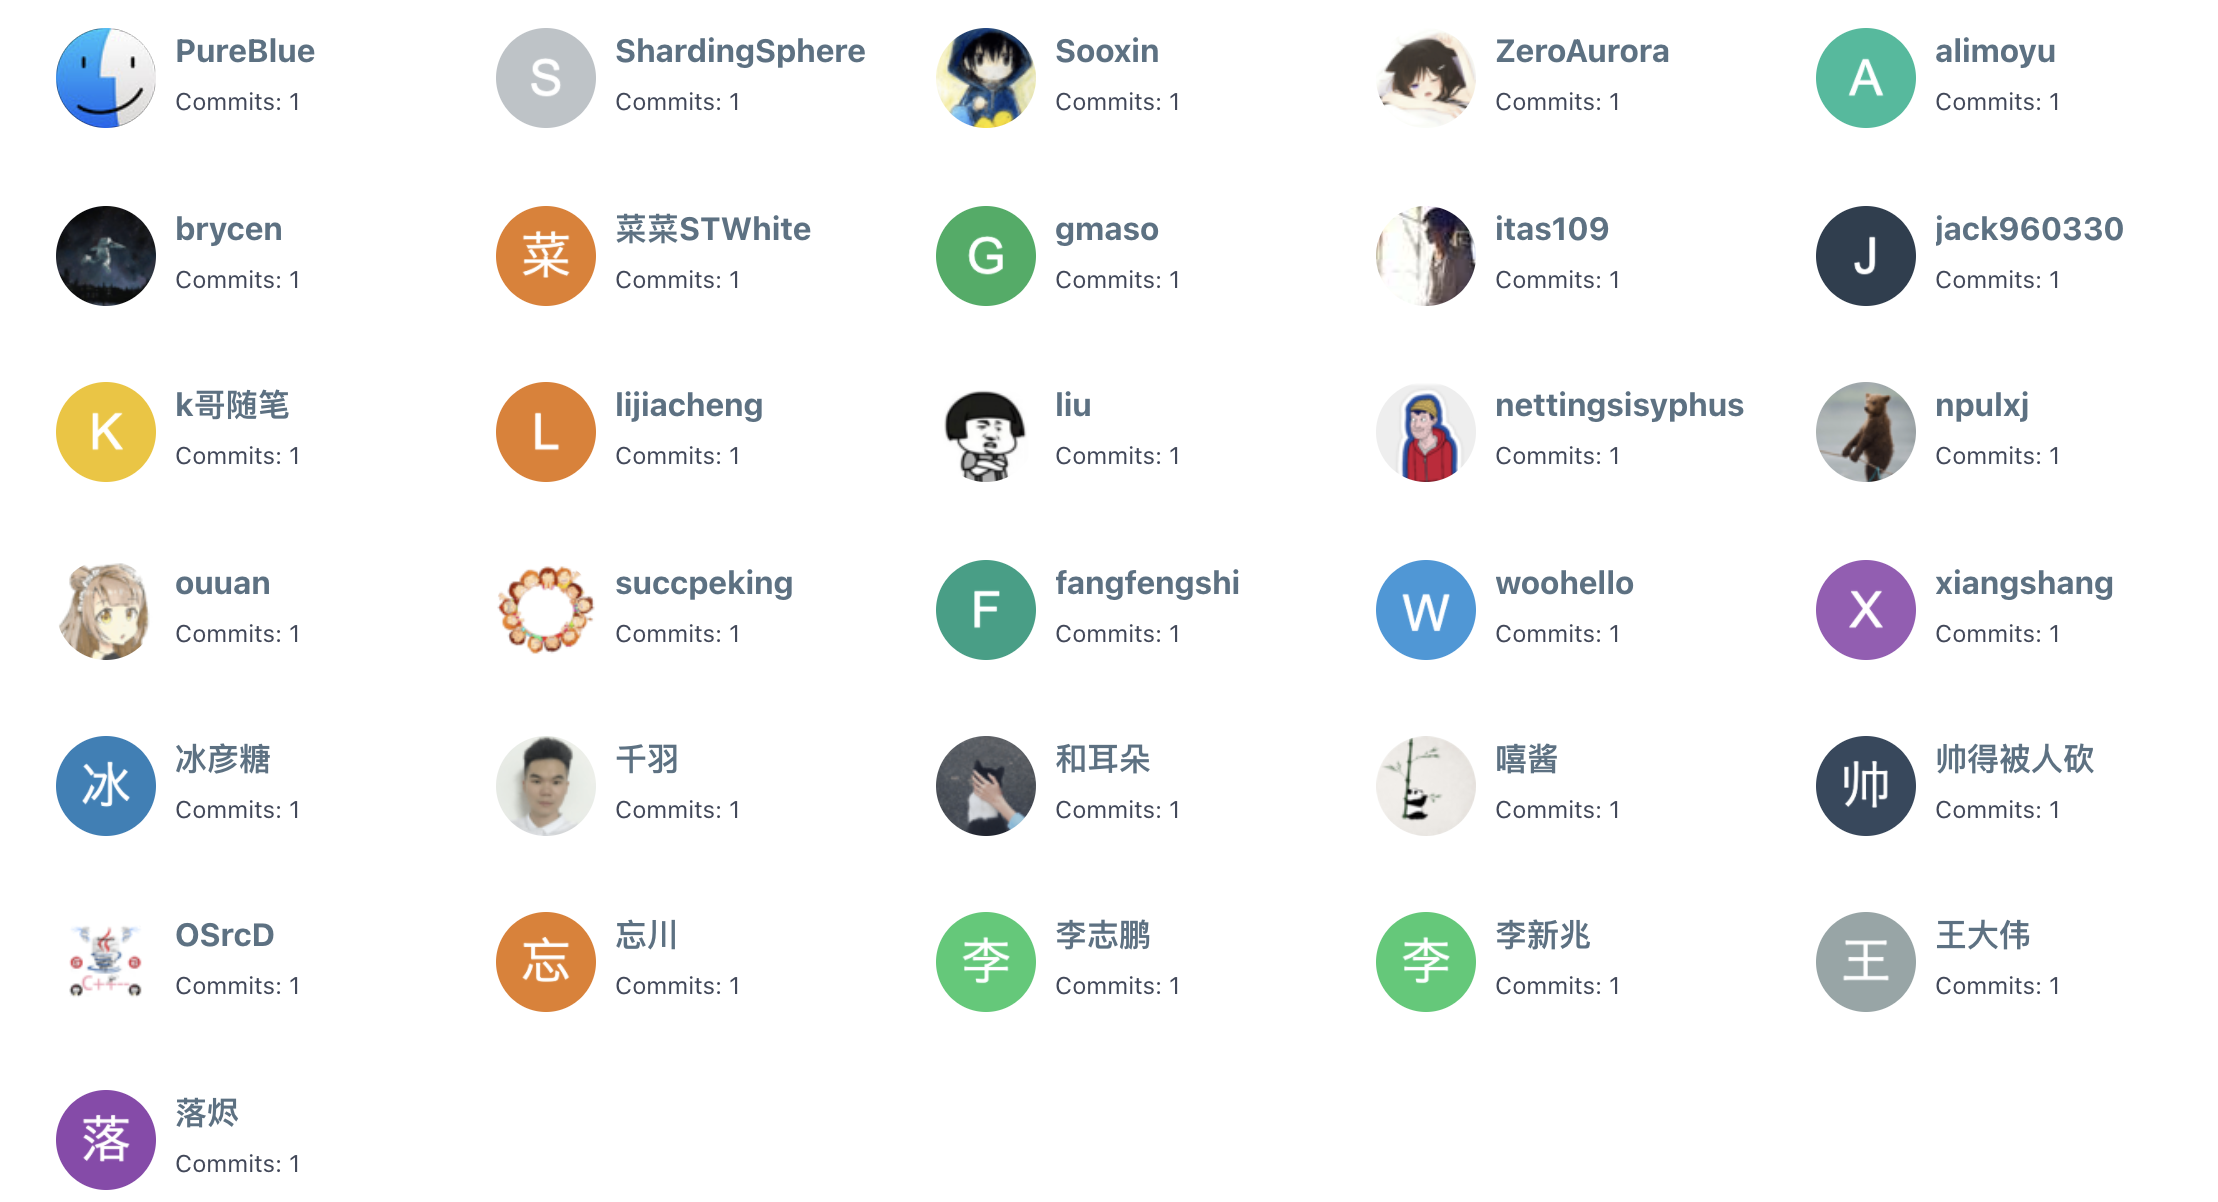 PureBlue
Commits: 1
S
ShardingSphere
Commits: 1
Sooxin
Commits: 1
ZeroAurora
Commits: 1
A
alimoyu
Commits: 1
brycen
Commits: 1
菜
菜菜STWhite
Commits: 1
G
gmaso
Commits: 1
itas109
Commits: 1
J
jack960330
Commits: 1
K
k哥随笔
Commits: 1
L
lijiacheng
Commits: 1
liu
Commits: 1
nettingsisyphus
Commits: 1
npulxj
Commits: 1
ouuan
Commits: 1
succpeking
Commits: 1
F
fangfengshi
Commits: 1
W
woohello
Commits: 1
X
xiangshang
Commits: 1
冰
冰彦糖
Commits: 1
千羽
Commits: 1
和耳朵
Commits: 1
嘻酱
Commits: 1
帅
帅得被人砍
Commits: 1
OSrcD
Commits: 1
忘
忘川
Commits: 1
李
李志鹏
Commits: 1
李
李新兆
Commits: 1
王
王大伟
Commits: 1
落
落烬
Commits: 1